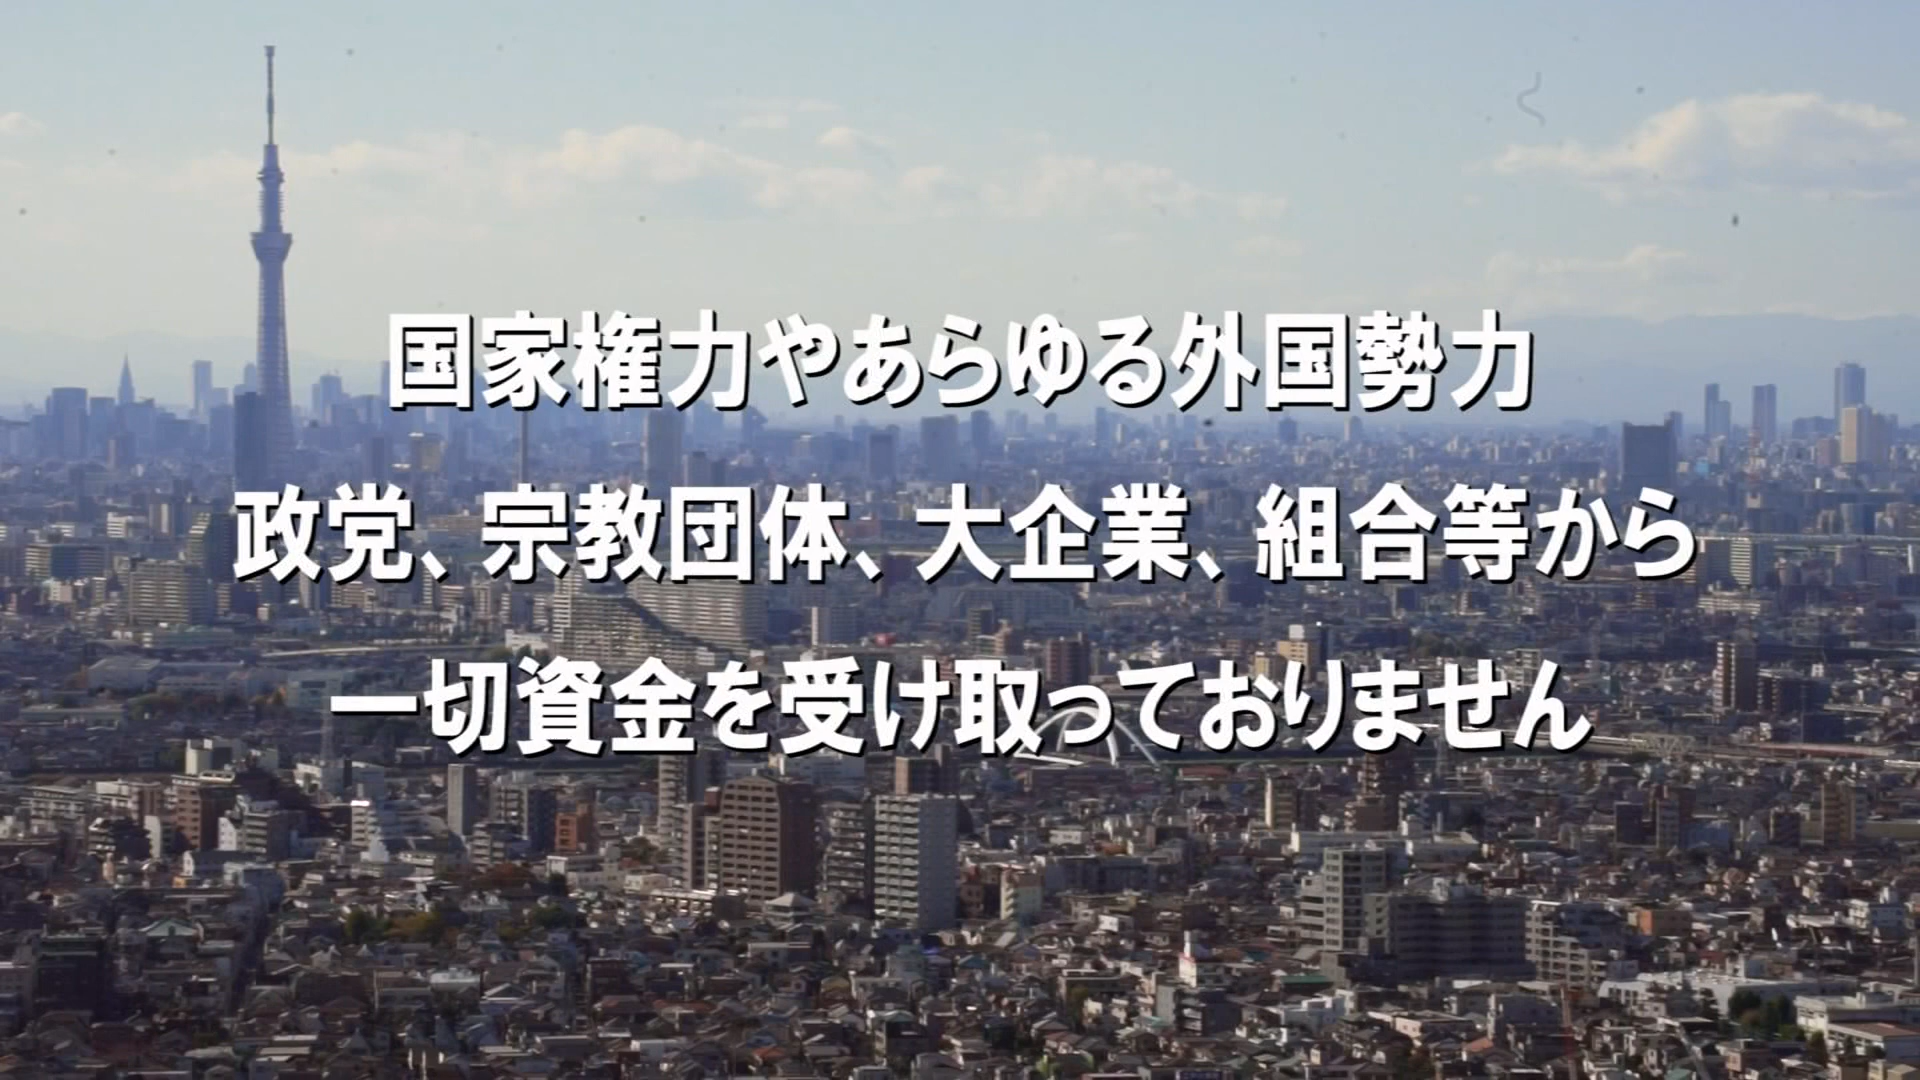 国家権力やあらゆる外国勢力
政党、宗教団体、大企業、組合等から
一切資金を受け取っておりません